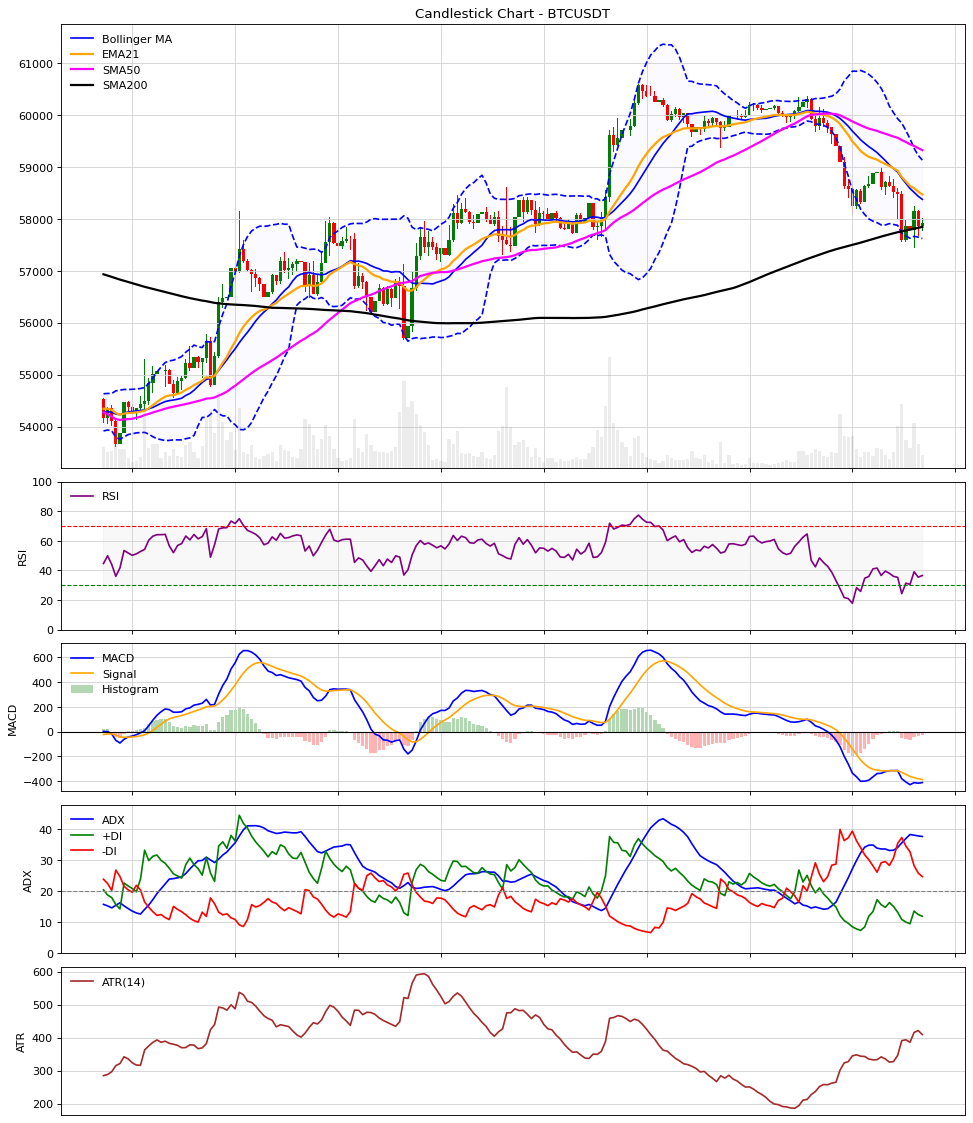 Candlestick Chart - BTCUSDT
Bollinger MA
EMA21
SMA50
SMA200
61000
60000
59000
58000
57000
56000
55000
54000
RSI
RSI
100
80
60
40
20
0
MACD
Signal
Histogram
MACD
600
400
200
0
−200
−400
ADX
+DI
-DI
ADX
40
30
20
10
0
ATR(14)
ATR
600
500
400
300
200